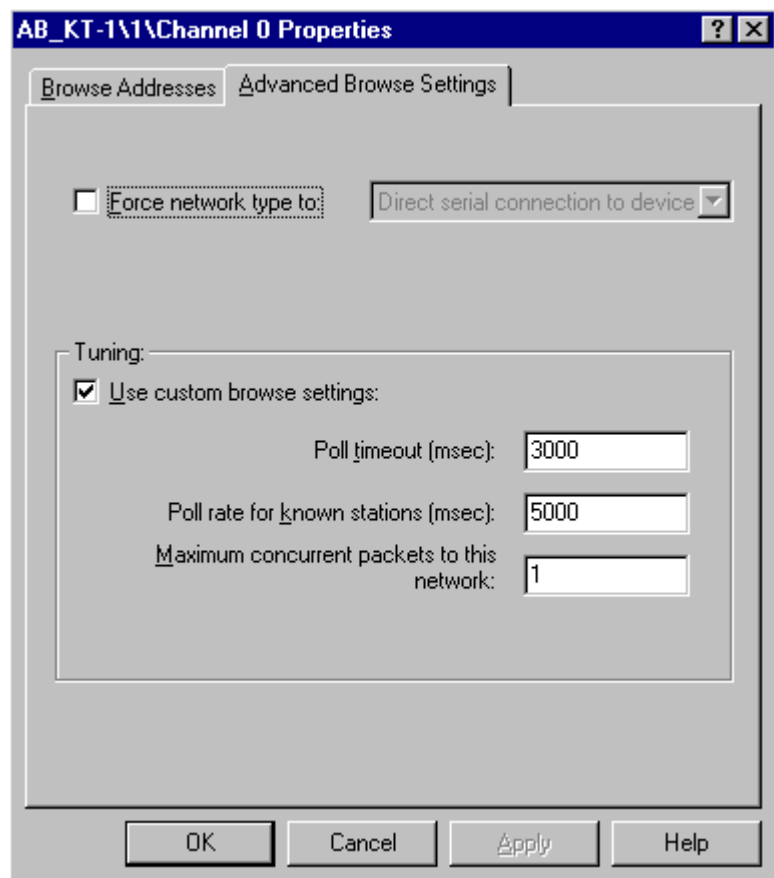 AB_KT-1\1\Channel 0 Properties
Browse Addresses
Advanced Browse Settings
Force network type to:
Direct serial connection to device
Tuning:
Use custom browse settings:
Poll timeout (msec):
3000
Poll rate for known stations (msec):
5000
Maximum concurrent packets to this
network:
1
OK
Cancel
Apply
Help